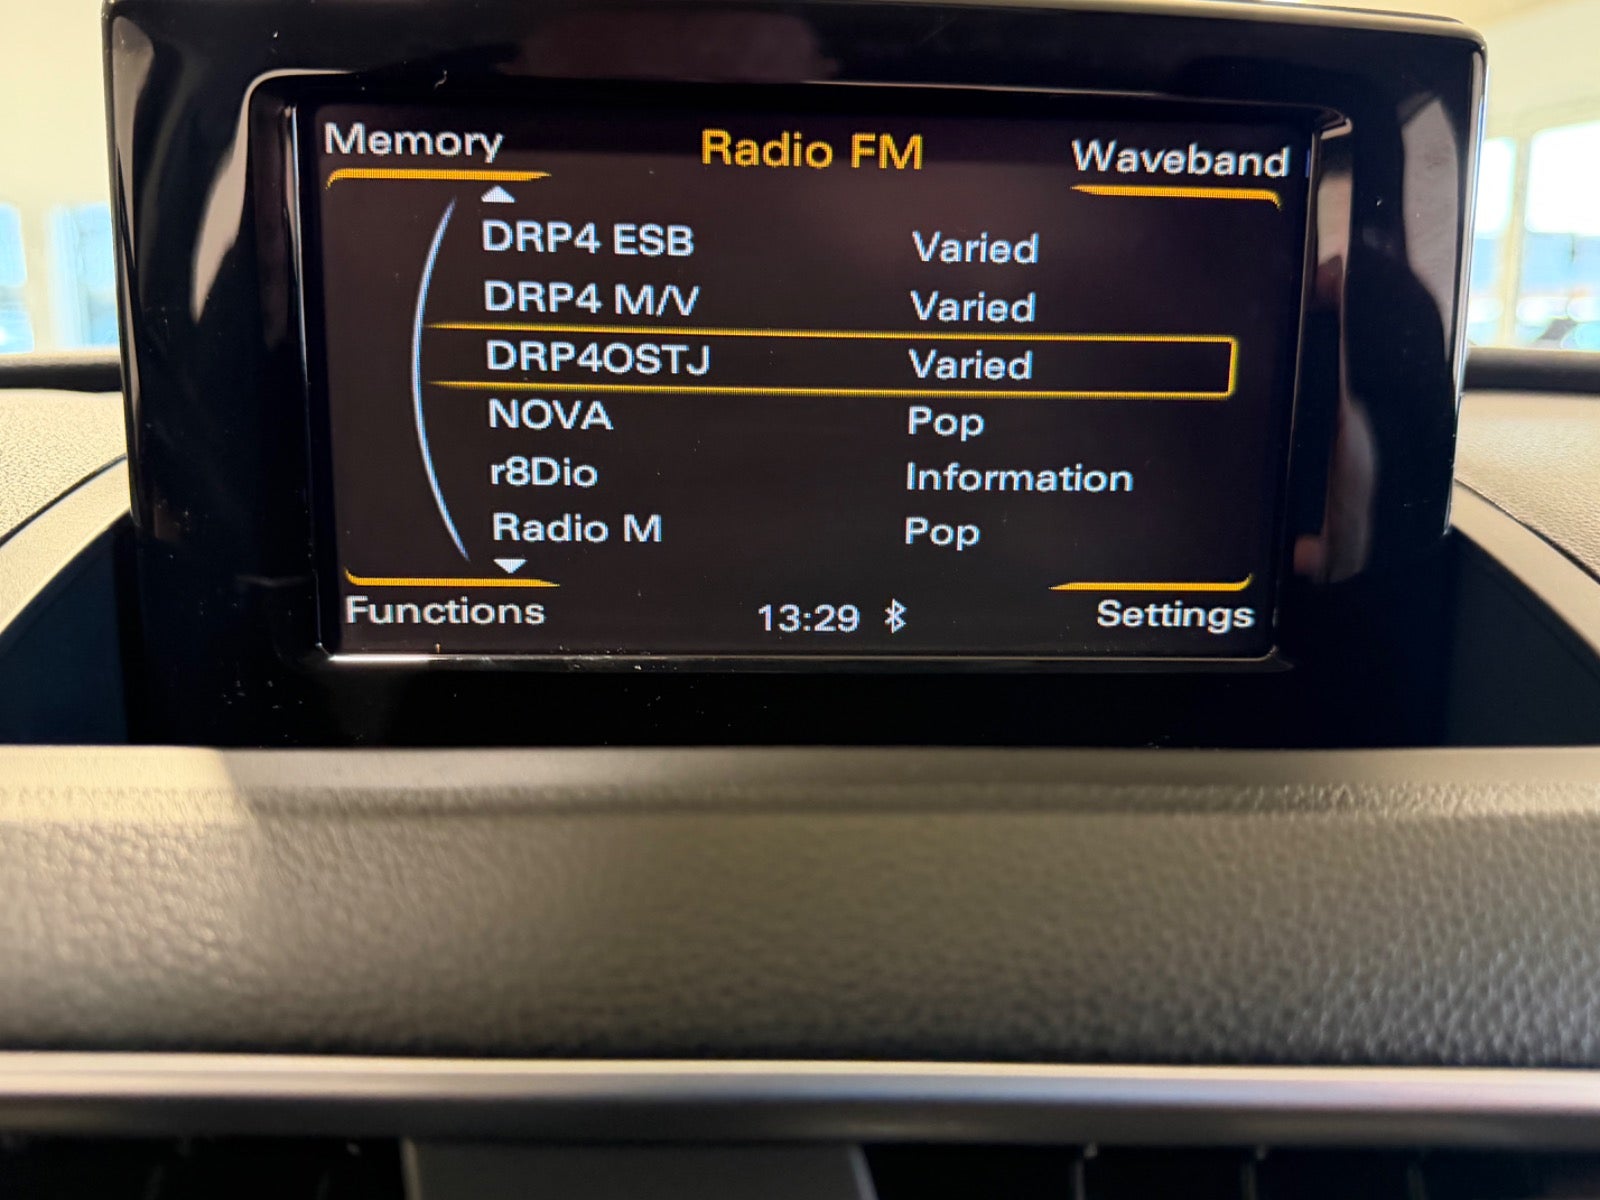 Memory Radio FM Waveband
DRP4 ESB Varied
DRP4 M/V Varied
DRP4OSTJ Varied
NOVA Pop
r8Dio Information
Radio M Pop
Functions 13:29 Settings